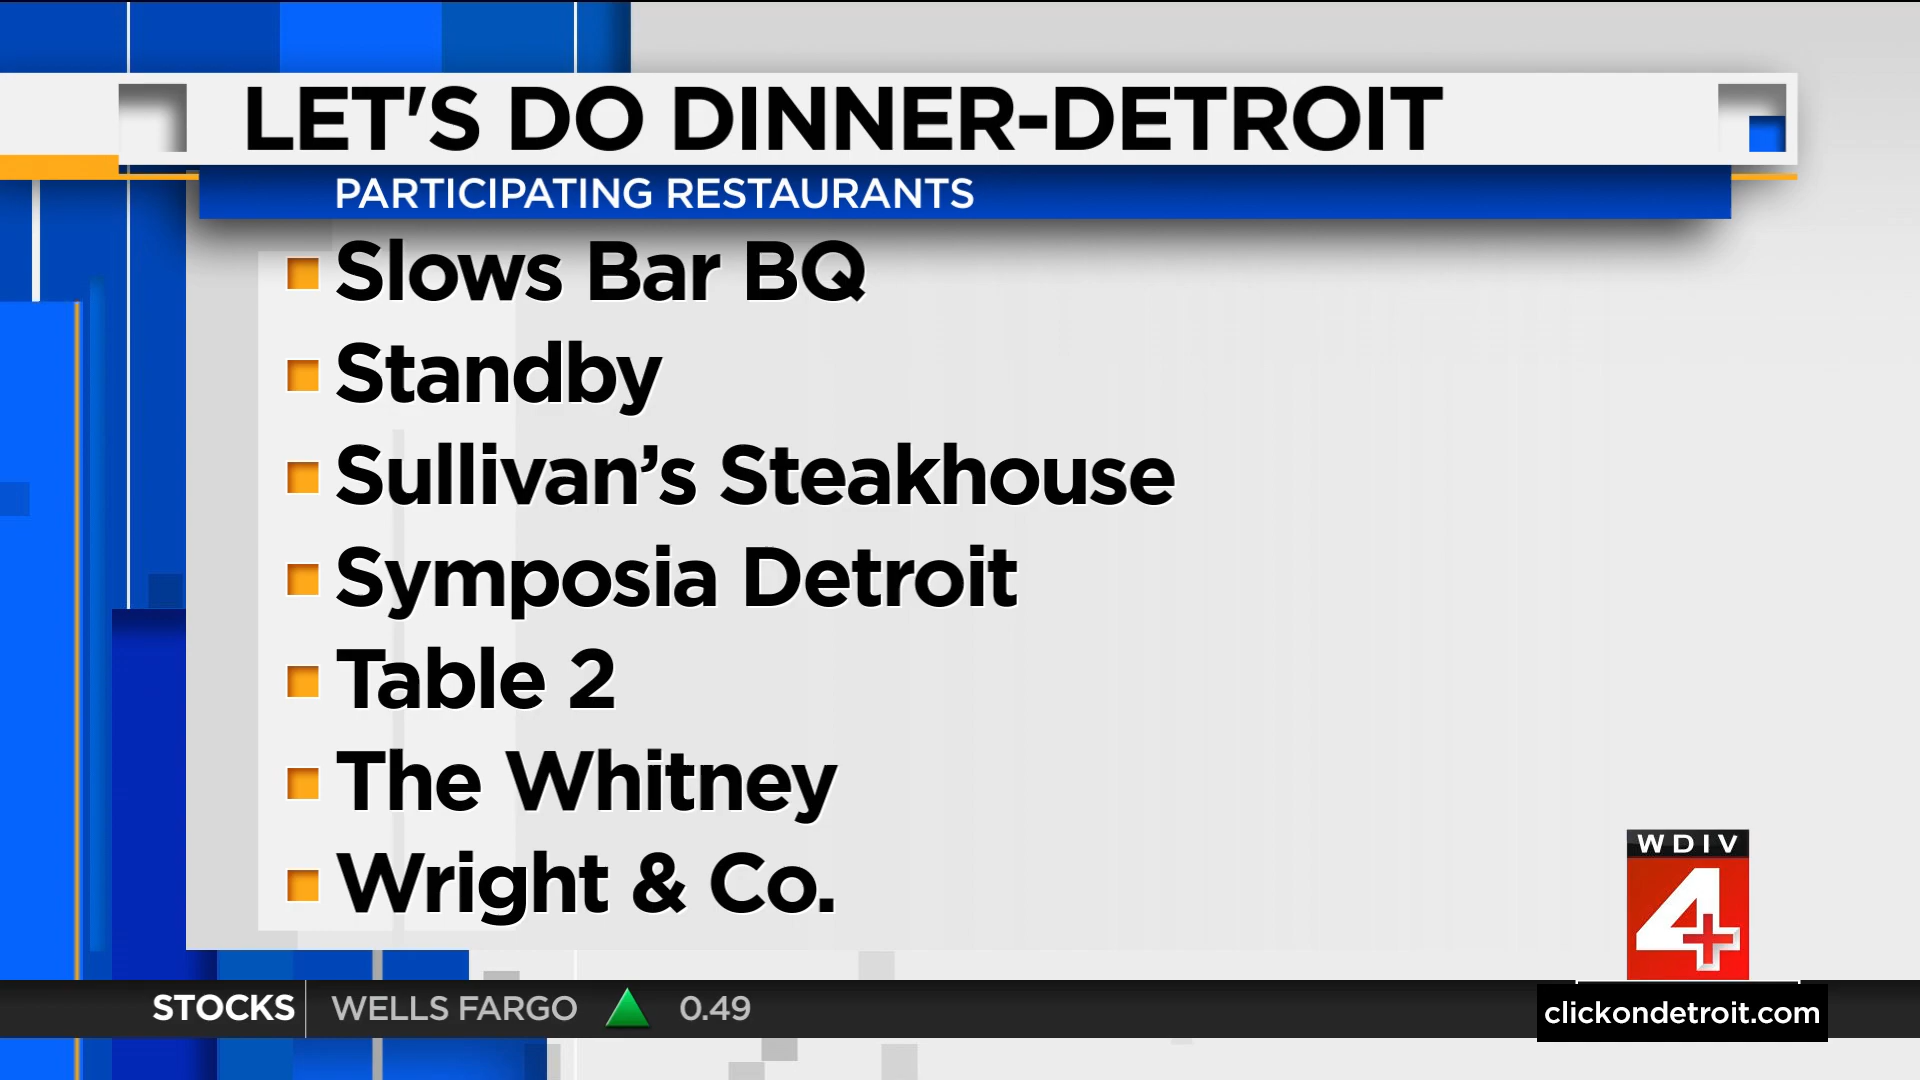 LET'S DO DINNER-DETROIT
PARTICIPATING RESTAURANTS
Slows Bar BQ
Standby
Sullivan’s Steakhouse
Symposia Detroit
Table 2
The Whitney
Wright & Co.
WDIV
4+
STOCKS WELLS FARGO 0.49
clickondetroit.com